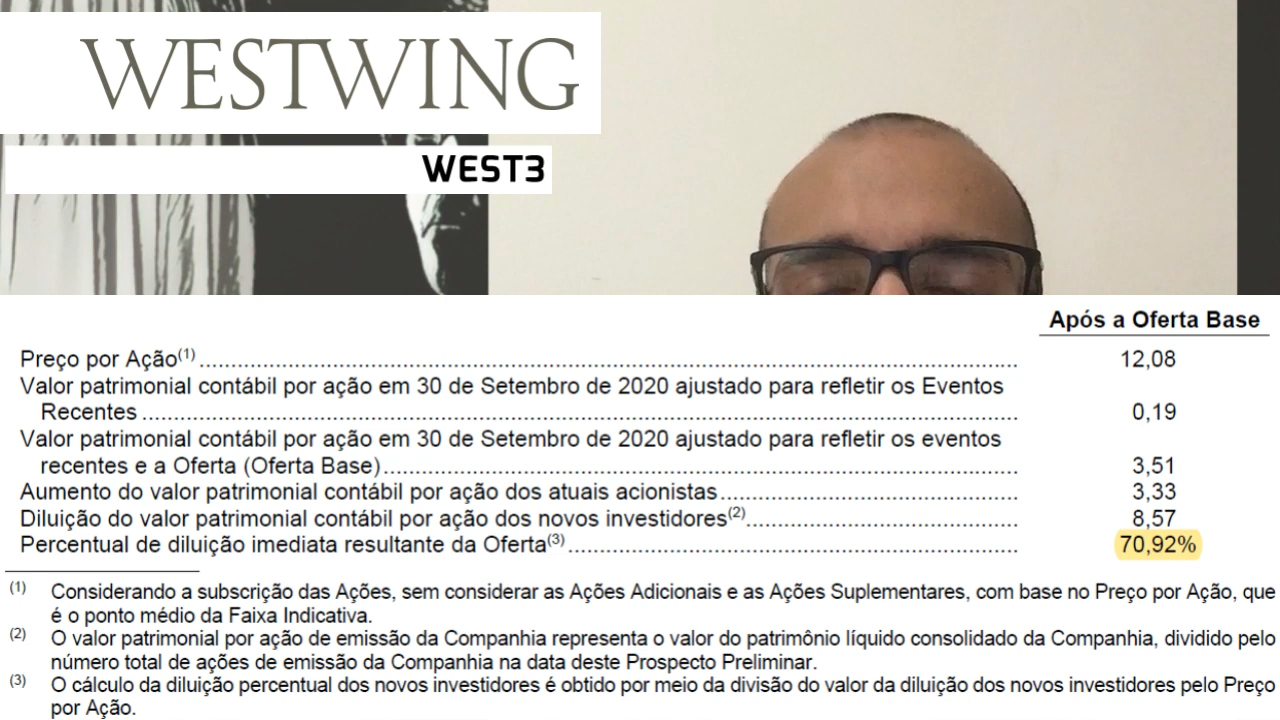 WESTWING
WEST3
Após a Oferta Base
Preço por Ação(1) 12,08
Valor patrimonial contábil por ação em 30 de Setembro de 2020 ajustado para refletir os Eventos
Recentes 0,19
Valor patrimonial contábil por ação em 30 de Setembro de 2020 ajustado para refletir os eventos
recentes e a Oferta (Oferta Base) 3,51
Aumento do valor patrimonial contábil por ação dos atuais acionistas 3,33
Diluição do valor patrimonial contábil por ação dos novos investidores(2) 8,57
Percentual de diluição imediata resultante da Oferta(3) 70,92%
(1) Considerando a subscrição das Ações, sem considerar as Ações Adicionais e as Ações Suplementares, com base no Preço por Ação, que
é o ponto médio da Faixa Indicativa.
(2) O valor patrimonial por ação de emissão da Companhia representa o valor do patrimônio líquido consolidado da Companhia, dividido pelo
número total de ações de emissão da Companhia na data deste Prospecto Preliminar.
(3) O cálculo da diluição percentual dos novos investidores é obtido por meio da divisão do valor da diluição dos novos investidores pelo Preço
por Ação.